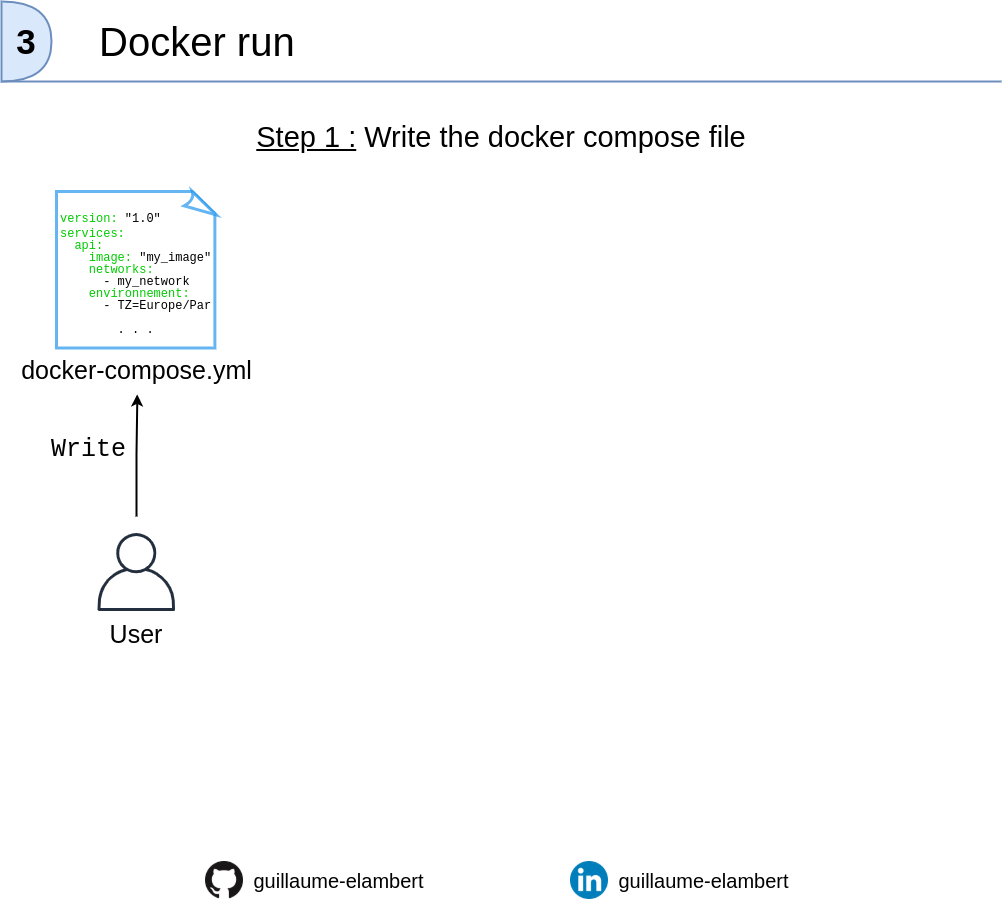 3
Docker run
Step 1 : Write the docker compose file
version: "1.0"
services:
  api:
    image: "my_image"
    networks:
      - my_network
    environnement:
      - TZ=Europe/Par
        . . .
docker-compose.yml
Write
User
guillaume-elambert
guillaume-elambert